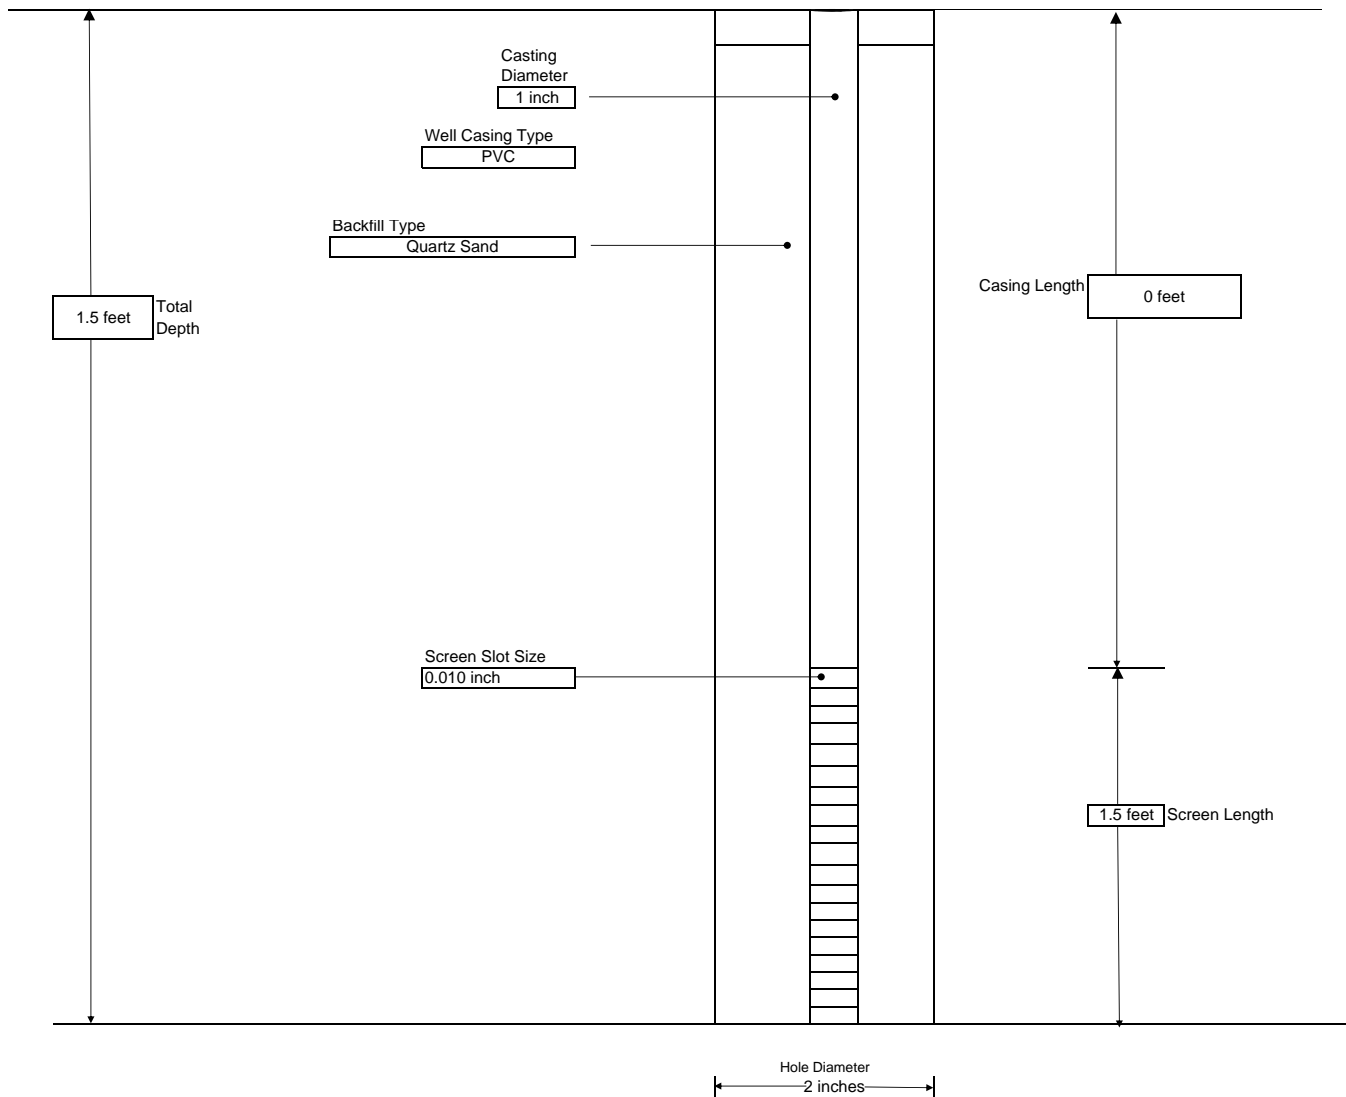 Casting
Diameter
1 inch
Well Casing Type
PVC
Backfill Type
Quartz Sand
Casing Length
0 feet
1.5 feet
Total
Depth
Screen Slot Size
0.010 inch
1.5 feet
Screen Length
Hole Diameter
2 inches